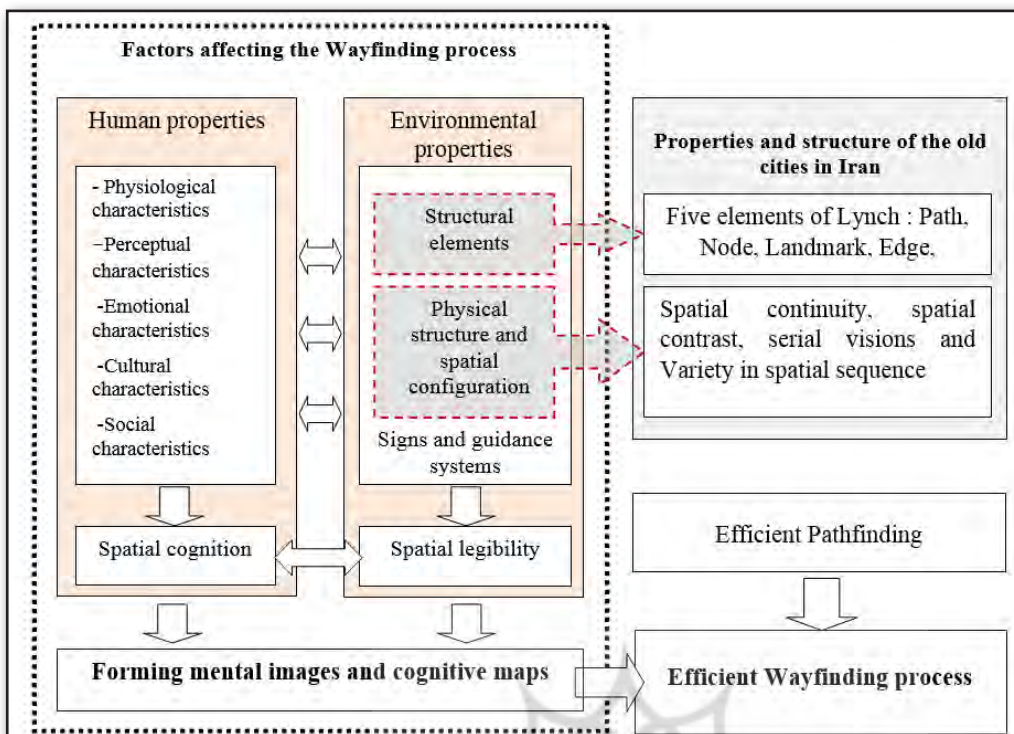 Factors affecting the Wayfinding process
Human properties
- Physiological
characteristics
–Perceptual
characteristics
-Emotional
characteristics
-Cultural
characteristics
-Social
characteristics
Spatial cognition
Environmental
properties
Structural
elements
Physical
structure and
spatial
configuration
Signs and guidance
systems
Spatial legibility
Forming mental images and cognitive maps
Properties and structure of the old
cities in Iran
Five elements of Lynch : Path,
Node, Landmark, Edge,
Spatial continuity, spatial
contrast, serial visions and
Variety in spatial sequence
Efficient Pathfinding
Efficient Wayfinding process